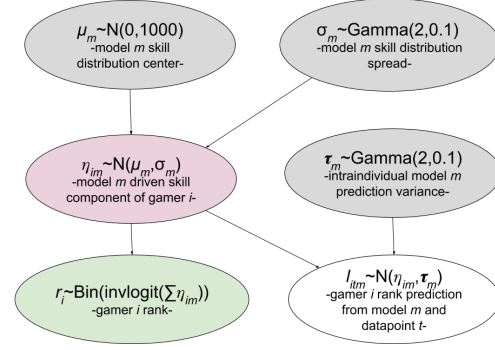 μm~N(0,1000)
-model m skill
distribution center-
σm~Gamma(2,0.1)
-model m skill distribution
spread-
ηim~N(μm,σm)
-model m driven skill
component of gamer i-
τm~Gamma(2,0.1)
-intraindividual model m
prediction variance-
ri~Bin(invlogit(∑ηim))
-gamer i rank-
litm~N(ηim,τm)
-gamer i rank prediction
from model m and
datapoint t-